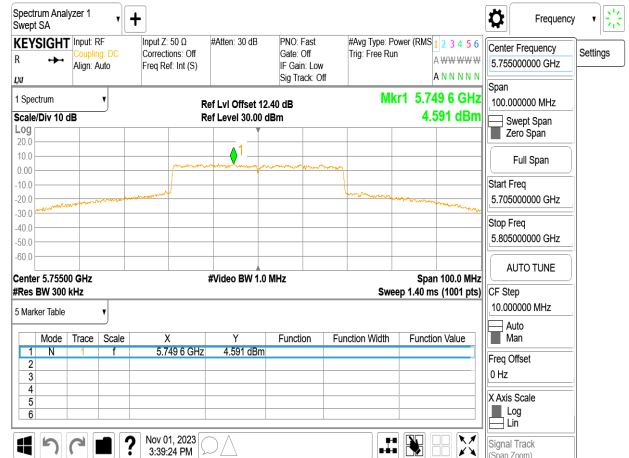 Spectrum Analyzer 1
Swept SA
Frequency
KEYSIGHT
Input: RF
Input Z: 50 Ω
#Atten: 30 dB
PNO: Fast
#Avg Type: Power (RMS
1 2 3 4 5 6
R
Coupling: DC
Corrections: Off
Gate: Off
Trig: Free Run
Align: Auto
Freq Ref: Int (S)
IF Gain: Low
A W W W W W
Sig Track: Off
LXI
A N N N N N
Settings
Center Frequency
5.755000000 GHz
Span
100.000000 MHz
Swept Span
Zero Span
Full Span
Start Freq
5.705000000 GHz
Stop Freq
5.805000000 GHz
AUTO TUNE
CF Step
10.000000 MHz
Auto
Man
Freq Offset
0 Hz
X Axis Scale
Log
Lin
Signal Track
(Span Zoom)
1 Spectrum
Ref Lvl Offset 12.40 dB
Mkr1 5.749 6 GHz
Scale/Div 10 dB
Ref Level 30.00 dBm
4.591 dBm
Log
20.0
10.0
0.00
-10.0
-20.0
-30.0
-40.0
-50.0
-60.0
1
Center 5.75500 GHz
#Video BW 1.0 MHz
Span 100.0 MHz
#Res BW 300 kHz
Sweep 1.40 ms (1001 pts)
5 Marker Table
Mode Trace Scale X Y Function Function Width Function Value
1 N 1 f 5.749 6 GHz 4.591 dBm
2
3
4
5
6
?
Nov 01, 2023
3:39:24 PM